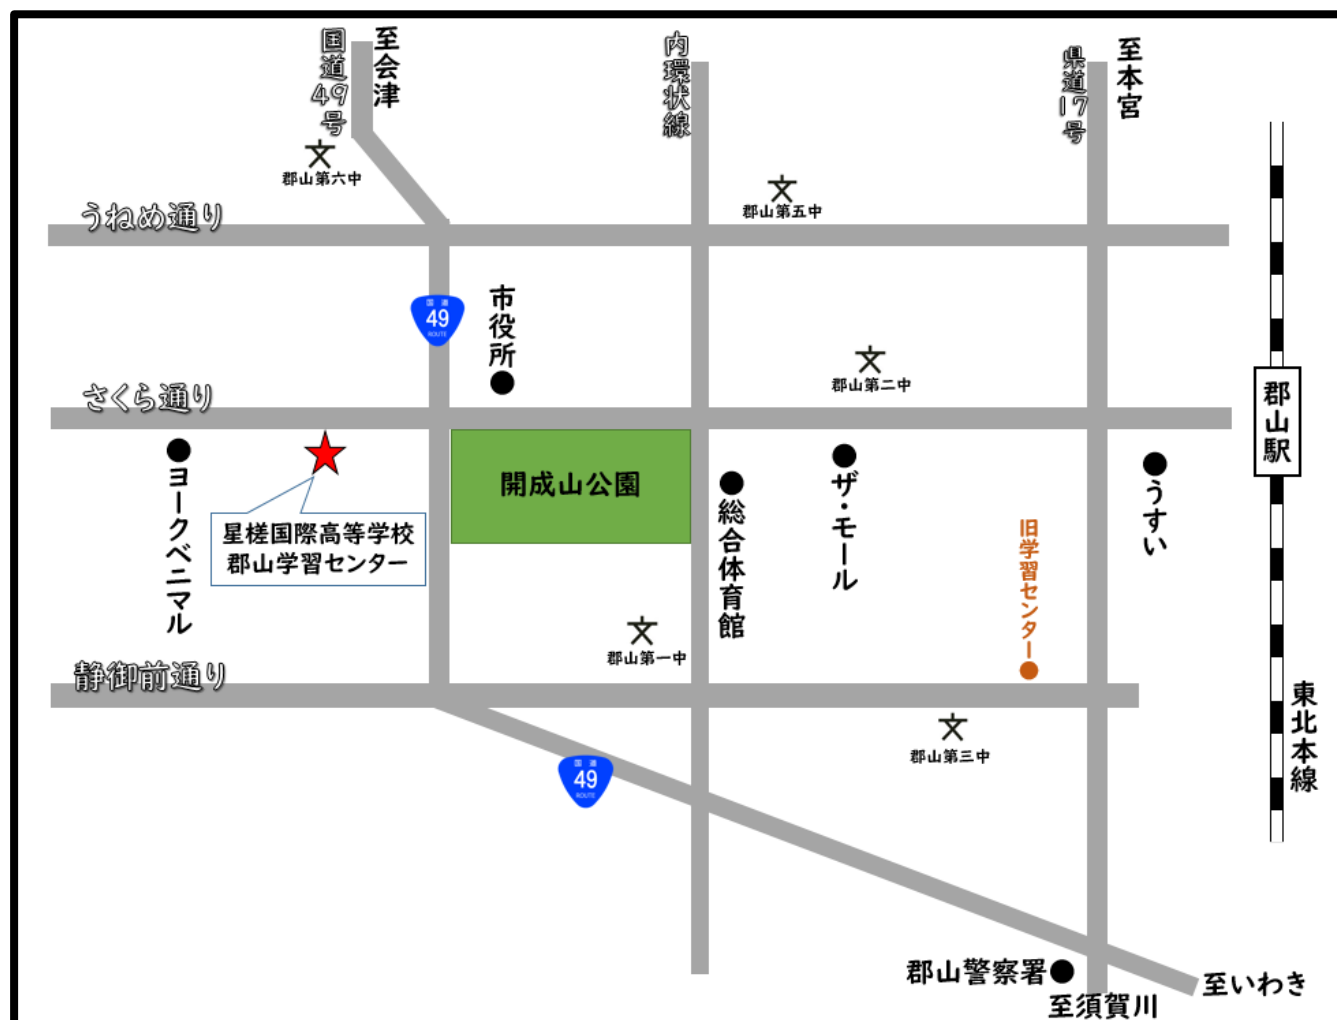 国道49号
至会津
内環状線
県道17号
至本宮
郡山第六中
郡山第五中
うねめ通り
国道
49
ROUTE
市役所
郡山第二中
さくら通り
郡山駅
開成山公園
ヨークベニマル
星槎国際高等学校
郡山学習センター
総合体育館
ザ・モール
うすい
旧学習センター
郡山第一中
静御前通り
東北本線
郡山第三中
国道
49
ROUTE
郡山警察署
至いわき
至須賀川